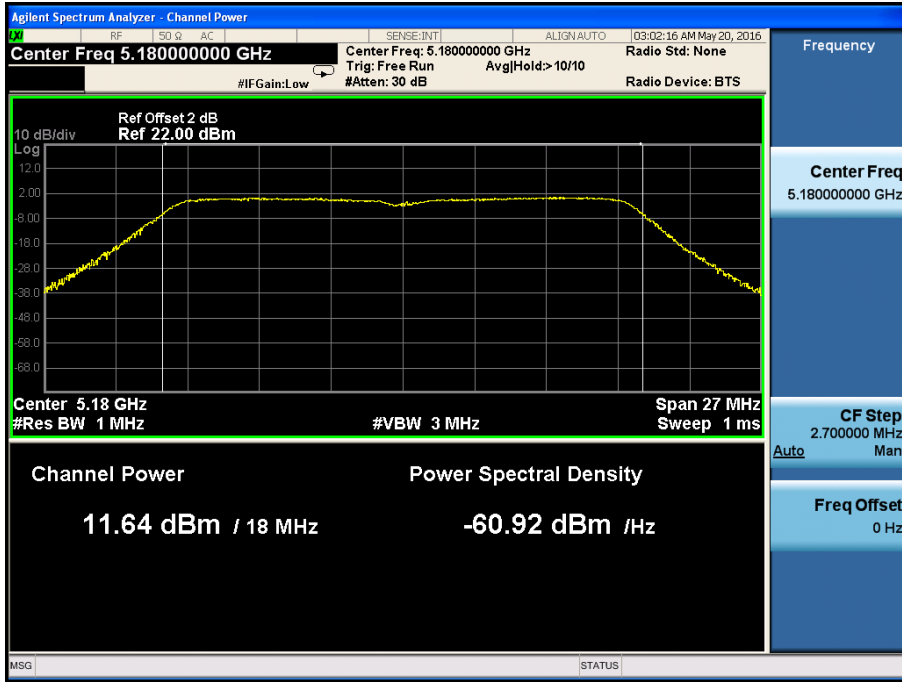 Agilent Spectrum Analyzer - Channel Power
LXI RF 50 Ω AC SENSE:INT ALIGN AUTO 03:02:16 AM May 20, 2016
Center Freq 5.180000000 GHz
#IFGain:Low
Center Freq: 5.180000000 GHz
Trig: Free Run Avg|Hold:>10/10
#Atten: 30 dB
Radio Std: None
Radio Device: BTS
Ref Offset 2 dB
10 dB/div Ref 22.00 dBm
Log
12.0
2.00
-8.00
-18.0
-28.0
-38.0
-48.0
-58.0
-68.0
Center 5.18 GHz Span 27 MHz
#Res BW 1 MHz #VBW 3 MHz Sweep 1 ms
Channel Power Power Spectral Density
11.64 dBm / 18 MHz -60.92 dBm /Hz
MSG STATUS
Frequency
Center Freq
5.180000000 GHz
CF Step
2.700000 MHz
Auto Man
Freq Offset
0 Hz